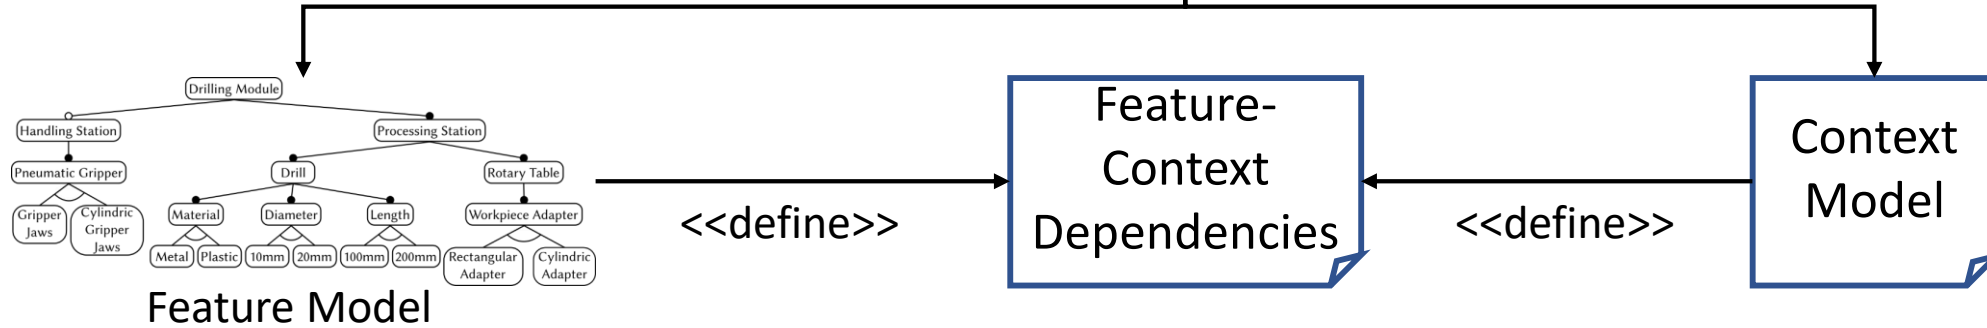 Drilling Module
Handling Station
Processing Station
Pneumatic Gripper
Drill
Rotary Table
Gripper
Jaws
Cylindric
Gripper
Jaws
Material
Diameter
Length
Workpiece Adapter
Metal
Plastic
10mm
20mm
100mm
200mm
Rectangular
Adapter
Cylindric
Adapter
Feature Model
<<define>>
Feature-
Context
Dependencies
<<define>>
Context
Model